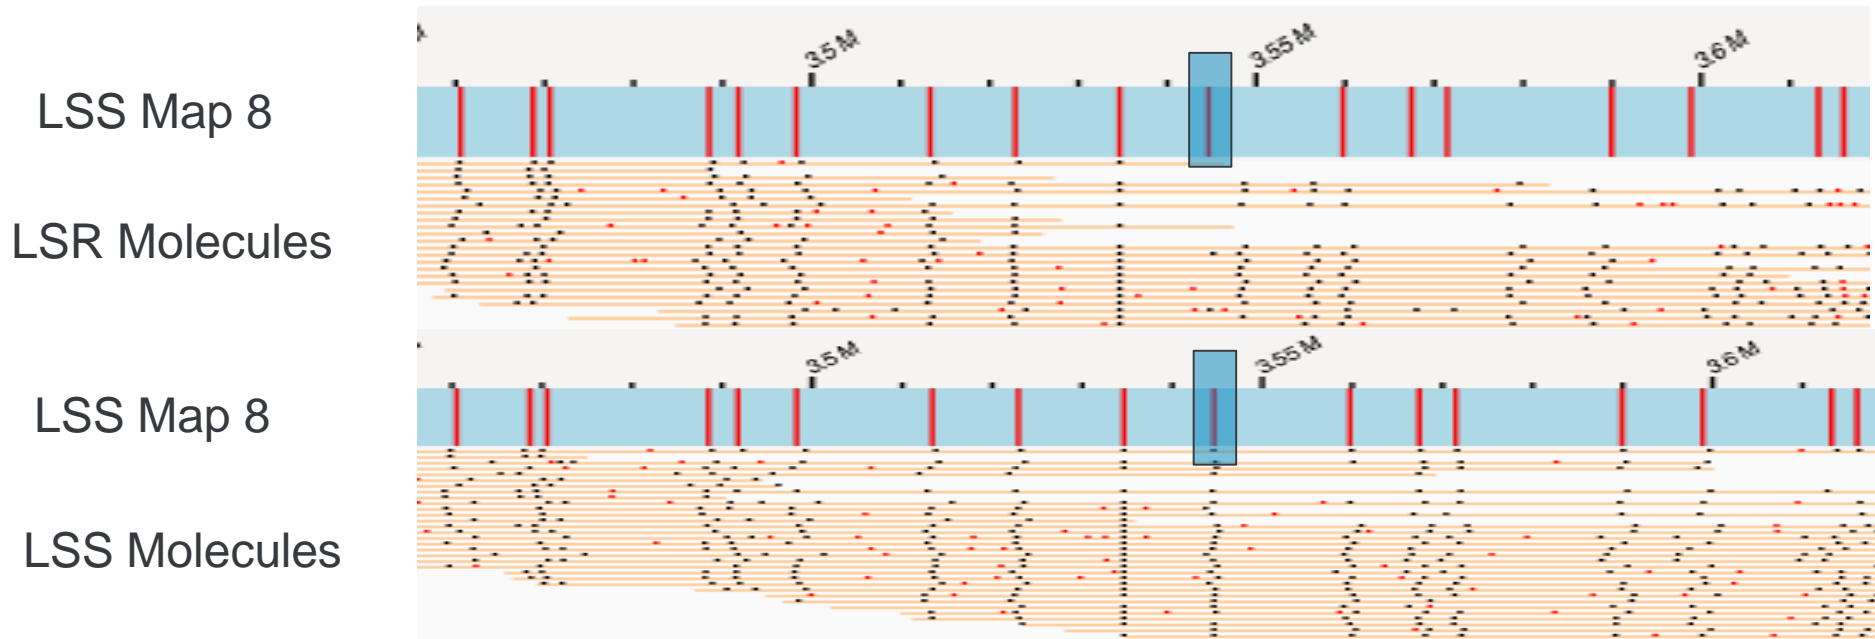 3.5 M 3.55 M 3.6 M
LSS Map 8
LSR Molecules
3.5 M 3.55 M 3.6 M
LSS Map 8
LSS Molecules